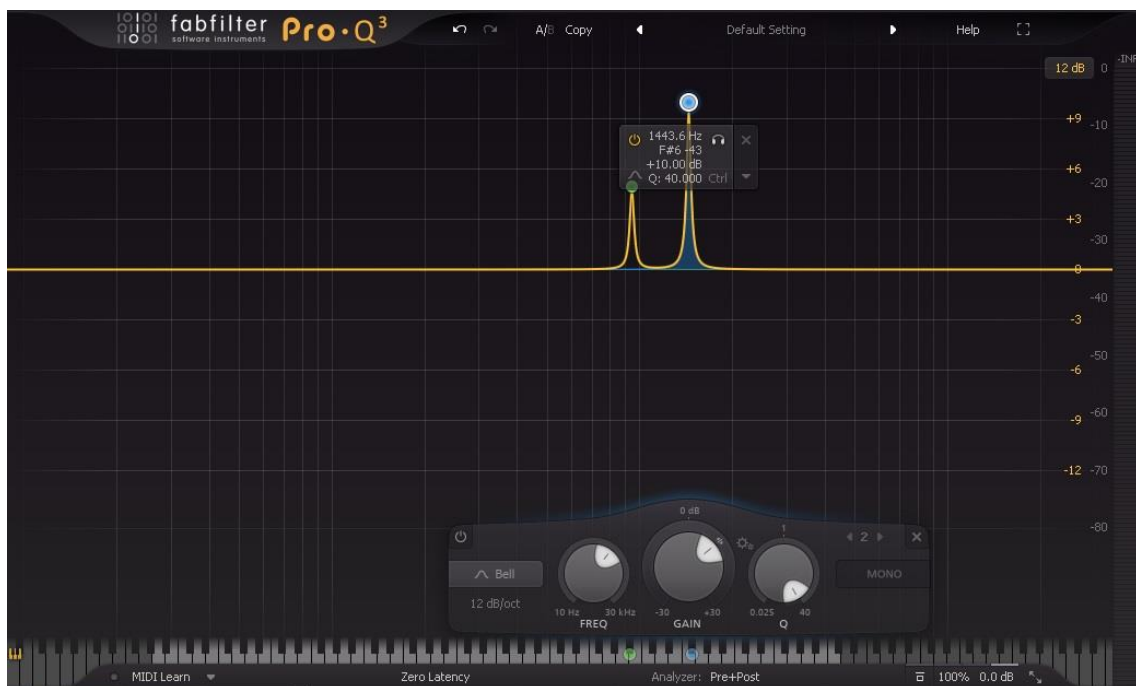 fabfilter
software instruments
Pro·Q³
A/B Copy Default Setting Help
-INF
12 dB 0
+9 -10
+6 -20
+3 -30
0 -40
-3 -50
-6 -60
-9 -70
-12 -80
1443.6 Hz
F#6 -43
+10.00 dB
Q: 40.000 Ctrl
0 dB 1
2
Bell MONO
12 dB/oct
10 Hz 30 kHz -30 +30 0.025 40
FREQ GAIN Q
MIDI Learn Zero Latency Analyzer: Pre+Post 100% 0.0 dB